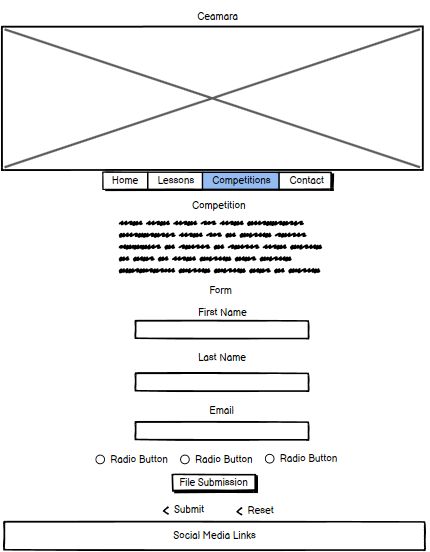 Ceamara
Home Lessons Competitions Contact
Competition
Form
First Name
Last Name
Email
Radio Button Radio Button Radio Button
File Submission
< Submit < Reset
Social Media Links